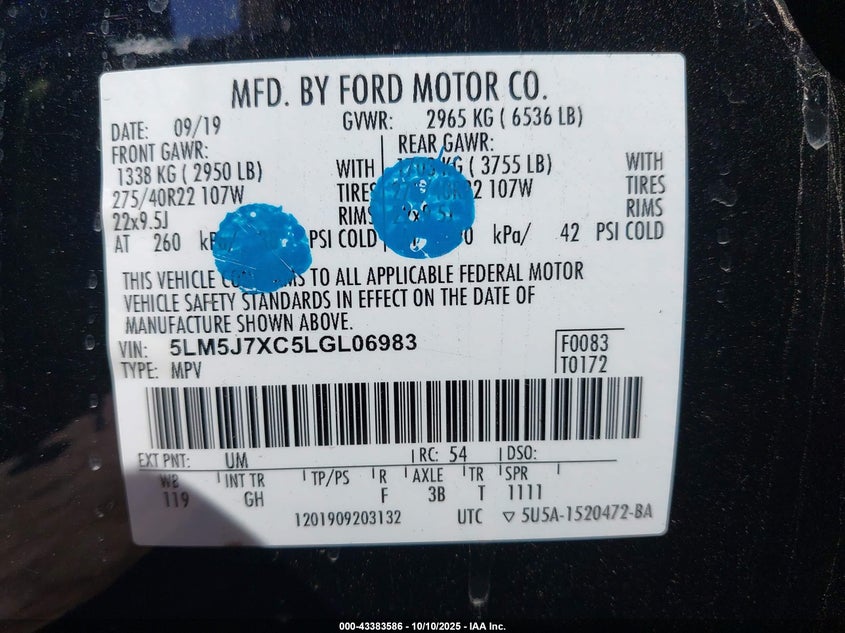 MFD. BY FORD MOTOR CO.
DATE: 09/19 GVWR: 2965 KG ( 6536 LB)
FRONT GAWR: REAR GAWR:
1338 KG ( 2950 LB) WITH KG ( 3755 LB) WITH
275/40R22 107W TIRES 107W TIRES
22x9.5J RIMS RIMS
AT 260 PSI COLD kPa/ 42 PSI COLD
THIS VEHICLE TO ALL APPLICABLE FEDERAL MOTOR
VEHICLE SAFETY STANDARDS IN EFFECT ON THE DATE OF
MANUFACTURE SHOWN ABOVE.
VIN: 5LM5J7XC5LGL06983 F0083
TYPE: MPV T0172
EXT PNT: UM RC: 54 DSO:
WB INT TR TP/PS R AXLE TR SPR
119 GH F 3B T 1111
1201909203132 UTC ▽ 5U5A-1520472-BA
000-43383586 - 10/10/2025 - IAA Inc.